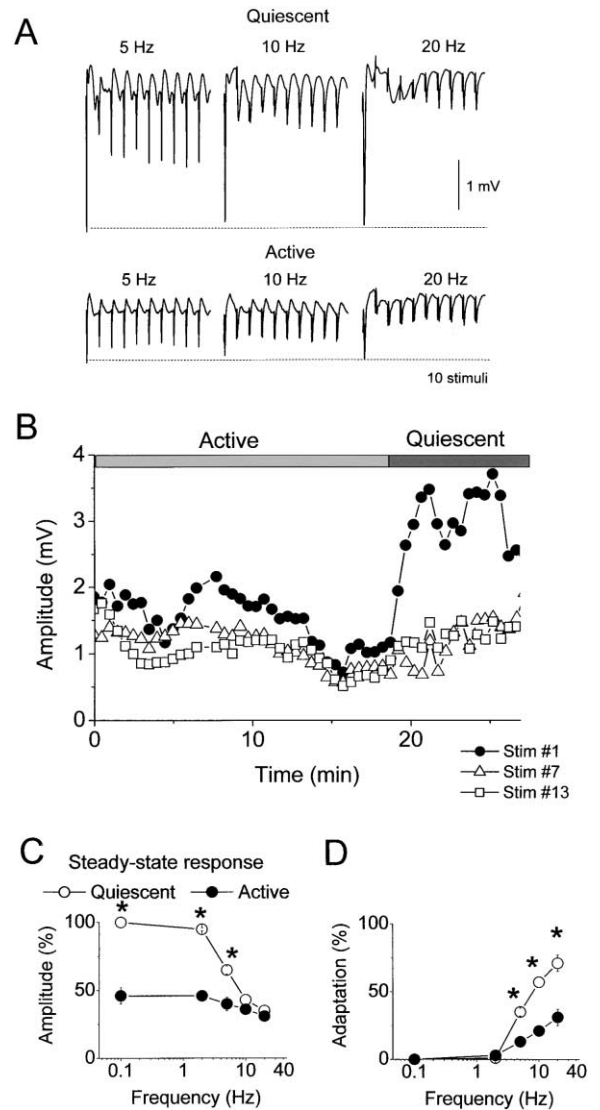 A
Quiescent
5 Hz 10 Hz 20 Hz
1 mV
Active
5 Hz 10 Hz 20 Hz
10 stimuli
B
Active Quiescent
4
3
2
1
0
Amplitude (mV)
0 10 20
Time (min)
Stim #1
Stim #7
Stim #13
C
Steady-state response
Quiescent Active
* * *
100
50
0
Amplitude (%)
0.1 1 10 40
Frequency (Hz)
D
* * *
100
50
0
Adaptation (%)
0.1 1 10 40
Frequency (Hz)